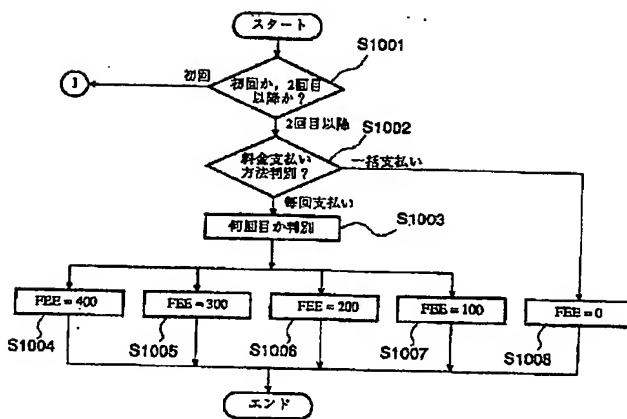 スタート
S1001
初回
1
初回か,2回目
以降か?
2回目以降
S1002
料金支払い
方法判別?
一括支払い
毎回支払い
S1003
何回目か判別
FEE = 400
FEE = 300
FEE = 200
FEE = 100
FEE = 0
S1004
S1005
S1006
S1007
S1008
エンド